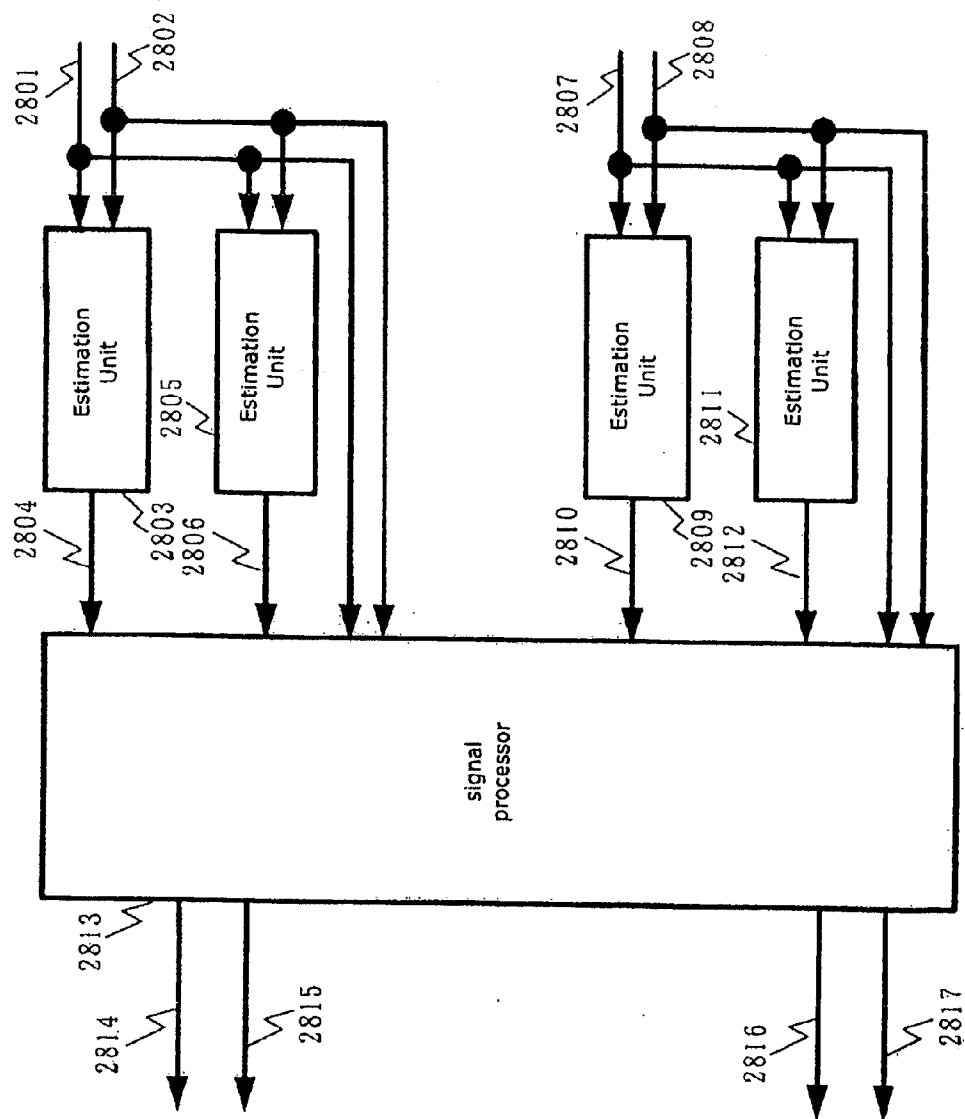 2801
2802
2803
Estimation
Unit
2804
2805
Estimation
Unit
2806
2807
2808
2809
Estimation
Unit
2810
2811
Estimation
Unit
2812
signal
processor
2813
2814
2815
2816
2817